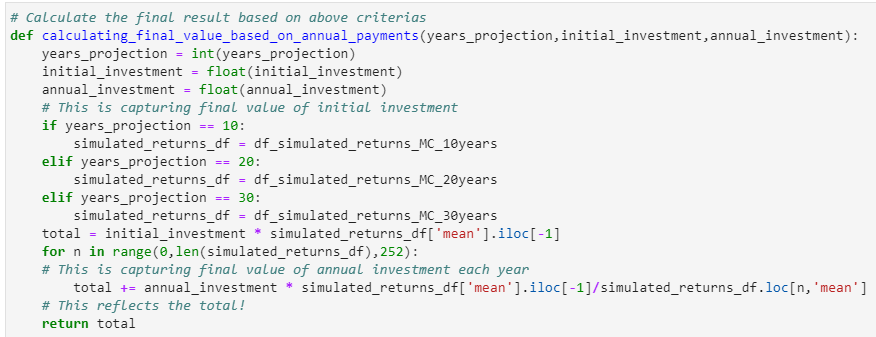 # Calculate the final result based on above criterias
def calculating_final_value_based_on_annual_payments(years_projection,initial_investment,annual_investment):
    years_projection = int(years_projection)
    initial_investment = float(initial_investment)
    annual_investment = float(annual_investment)
    # This is capturing final value of initial investment
    if years_projection == 10:
        simulated_returns_df = df_simulated_returns_MC_10years
    elif years_projection == 20:
        simulated_returns_df = df_simulated_returns_MC_20years
    elif years_projection == 30:
        simulated_returns_df = df_simulated_returns_MC_30years
    total = initial_investment * simulated_returns_df['mean'].iloc[-1]
    for n in range(0,len(simulated_returns_df),252):
    # This is capturing final value of annual investment each year
        total += annual_investment * simulated_returns_df['mean'].iloc[-1]/simulated_returns_df.loc[n,'mean']
    # This reflects the total!
    return total